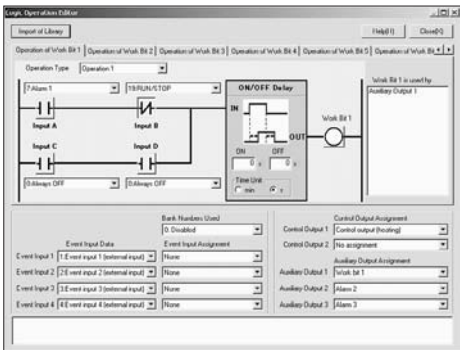 Logic Operation Editor
Import of Library
Help(H)
Close(X)
Operation of Work Bit 1
Operation of Work Bit 2
Operation of Work Bit 3
Operation of Work Bit 4
Operation of Work Bit 5
Operation of Work Bit
Operation Type
Operation 1
7:Alarm 1
19:RUN/STOP
Input A
Input B
Input C
Input D
0:Always OFF
0:Always OFF
ON/OFF Delay
IN
OUT
ON
OFF
0 s
0 s
Time Unit
min
s
Work Bit 1
Work Bit 1 is used by
Auxiliary Output 1
Bank Numbers Used
0: Disabled
Event Input Data
Event Input Assignment
Event Input 1
1:Event input 1 (external input)
None
Event Input 2
2:Event input 2 (external input)
None
Event Input 3
3:Event input 3 (external input)
None
Event Input 4
4:Event input 4 (external input)
None
Control Output Assignment
Control Output 1
Control output (heating)
Control Output 2
No assignment
Auxiliary Output Assignment
Auxiliary Output 1
Work bit 1
Auxiliary Output 2
Alarm 2
Auxiliary Output 3
Alarm 3